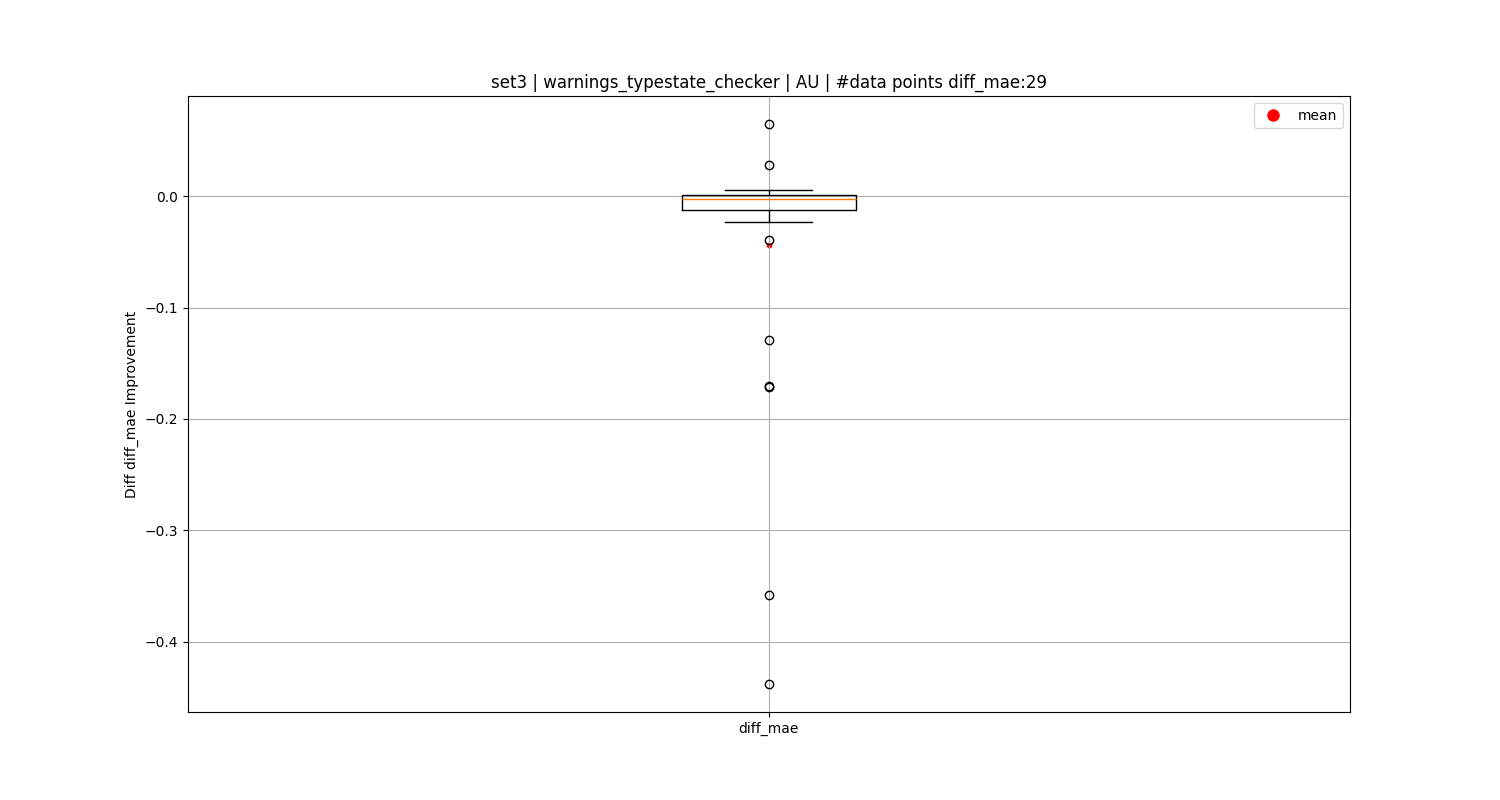 set3 | warnings_typestate_checker | AU | #data points diff_mae:29
mean
0.0
−0.1
−0.2
−0.3
−0.4
Diff diff_mae Improvement
diff_mae